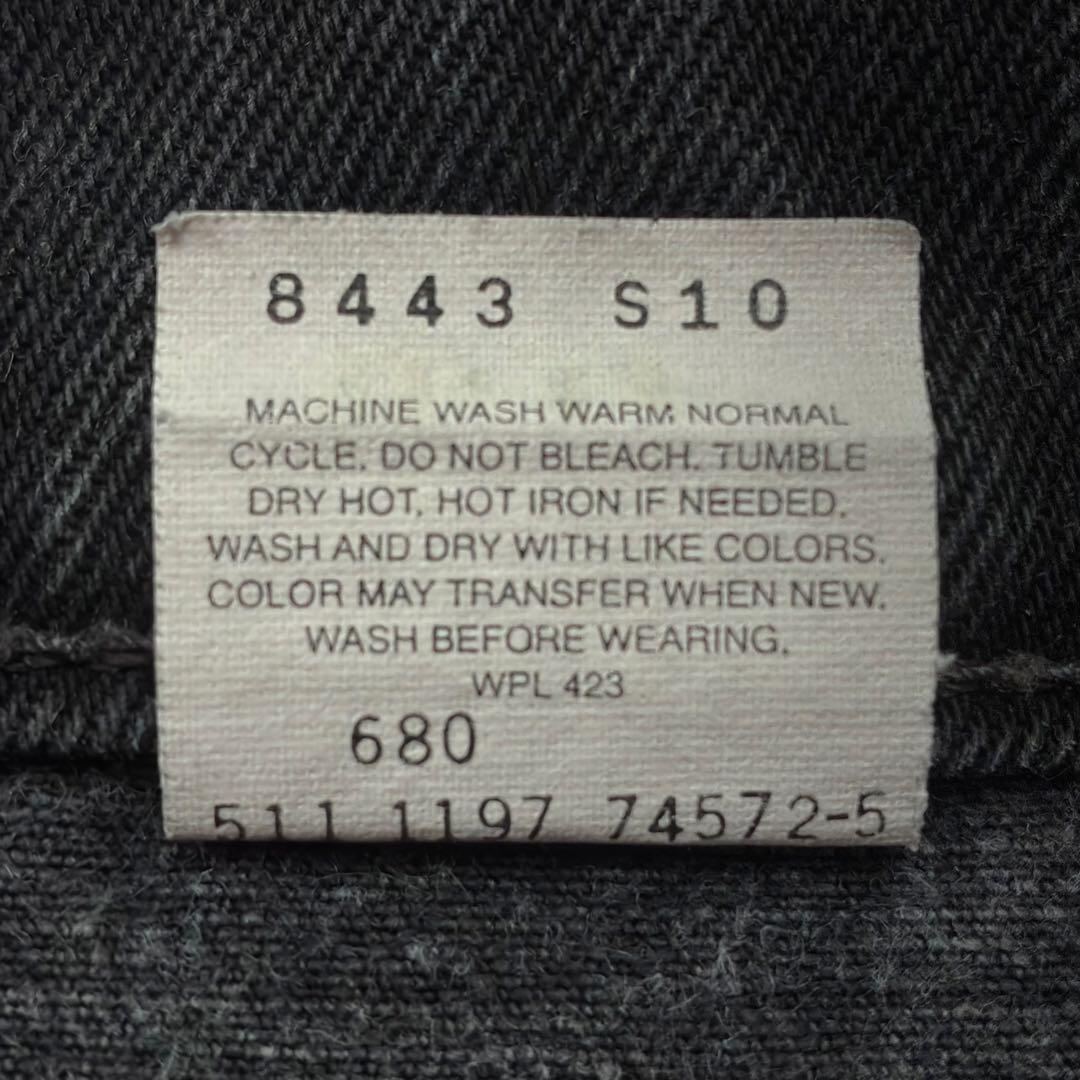 8443 S10
MACHINE WASH WARM NORMAL
CYCLE. DO NOT BLEACH. TUMBLE
DRY HOT. HOT IRON IF NEEDED.
WASH AND DRY WITH LIKE COLORS.
COLOR MAY TRANSFER WHEN NEW.
WASH BEFORE WEARING.
WPL 423
680
511 1197 74572-5